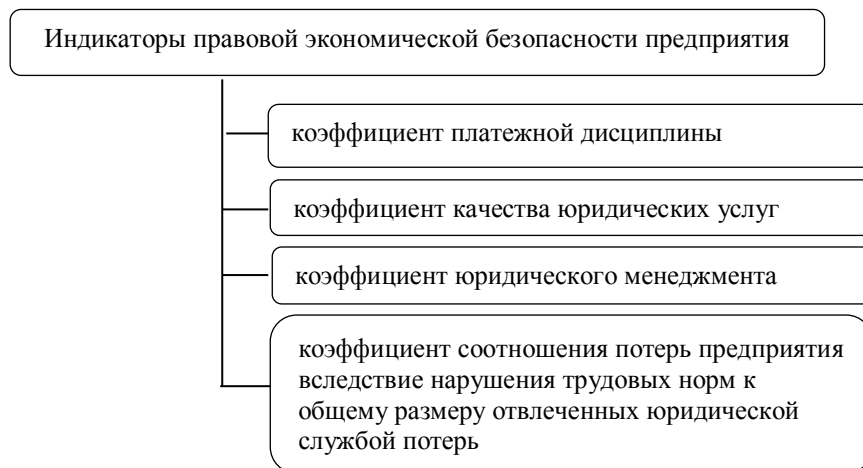 Индикаторы правовой экономической безопасности предприятия
коэффициент платежной дисциплины
коэффициент качества юридических услуг
коэффициент юридического менеджмента
коэффициент соотношения потерь предприятия
вследствие нарушения трудовых норм к
общему размеру отвлеченных юридической
службой потерь